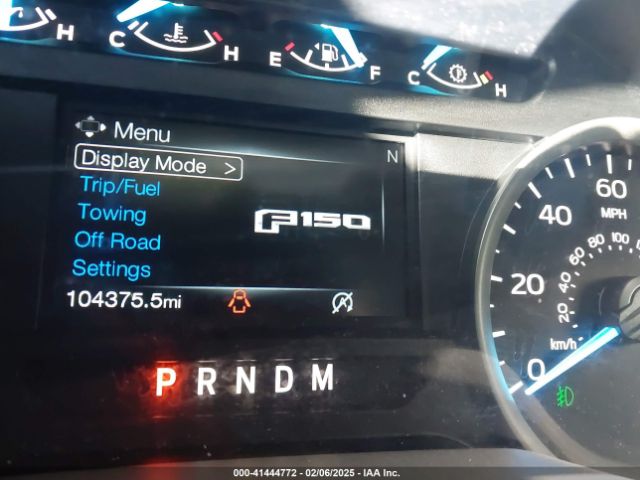 H
C H
E F
C H
Menu
N
Display Mode >
Trip/Fuel
Towing
Off Road
Settings
F150
104375.5mi
P R N D M
60
MPH
40
20
0
100
80
60
40
20
km/h
000-41444772 - 02/06/2025 - IAA Inc.